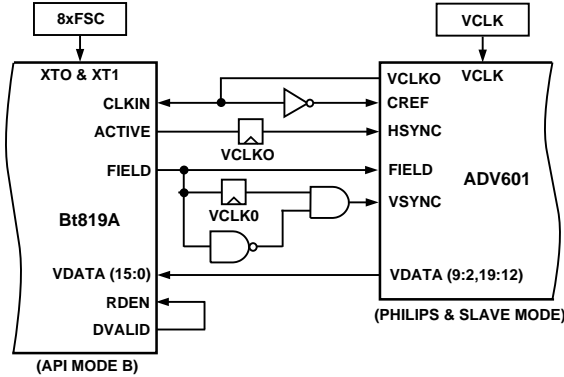 8xFSC VCLK
XTO & XT1 VCLKO VCLK
CLKIN CREF
ACTIVE HSYNC
VCLKO
FIELD FIELD ADV601
VCLK0 VSYNC
Bt819A
VDATA (15:0) VDATA (9:2,19:12)
RDEN
DVALID (PHILIPS & SLAVE MODE)
(API MODE B)